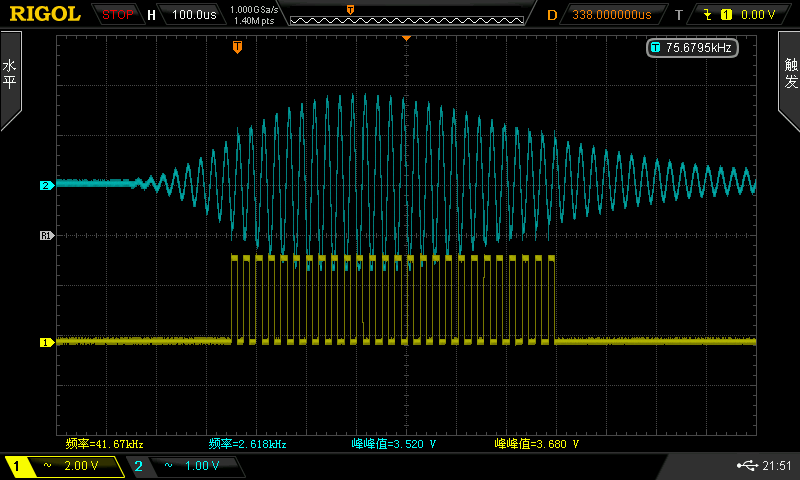 RIGOL STOP H 100.0us 1.000GSa/s 1.40M pts D 338.000000us T 1 0.00 V
T 75.6795kHz
水平
触发
T
2
R1
1
频率=41.67kHz 频率=2.618kHz 峰峰值=3.520 V 峰峰值=3.680 V
1 ~ 2.00 V 2 ~ 1.00 V 21:51